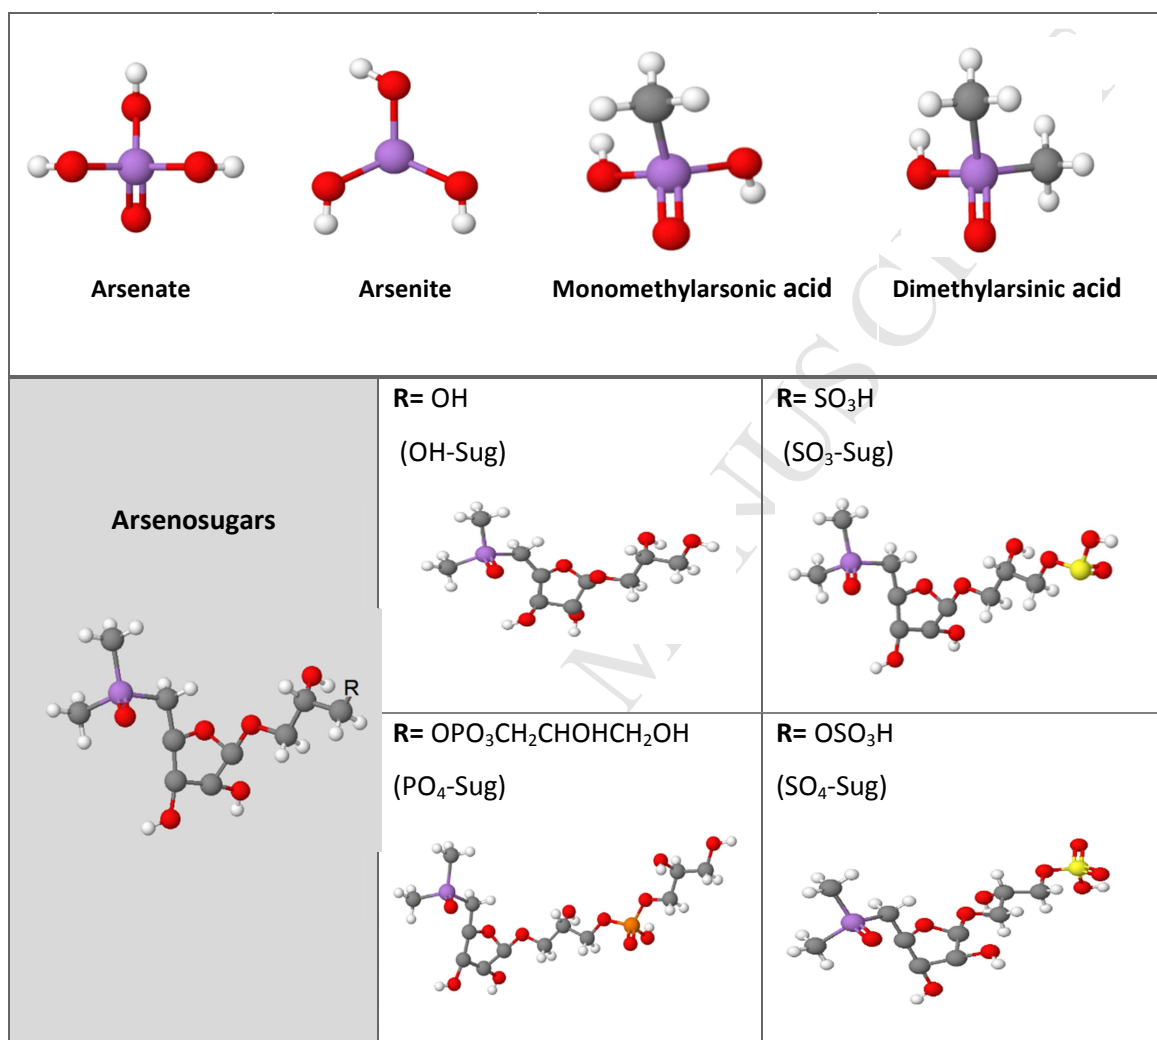 Arsenate
Arsenite
Monomethylarsonic acid
Dimethylarsinic acid
Arsenosugars
R
R= OH
(OH-Sug)
R= SO₃H
(SO₃-Sug)
R= OPO₃CH₂CHOHCH₂OH
(PO₄-Sug)
R= OSO₃H
(SO₄-Sug)